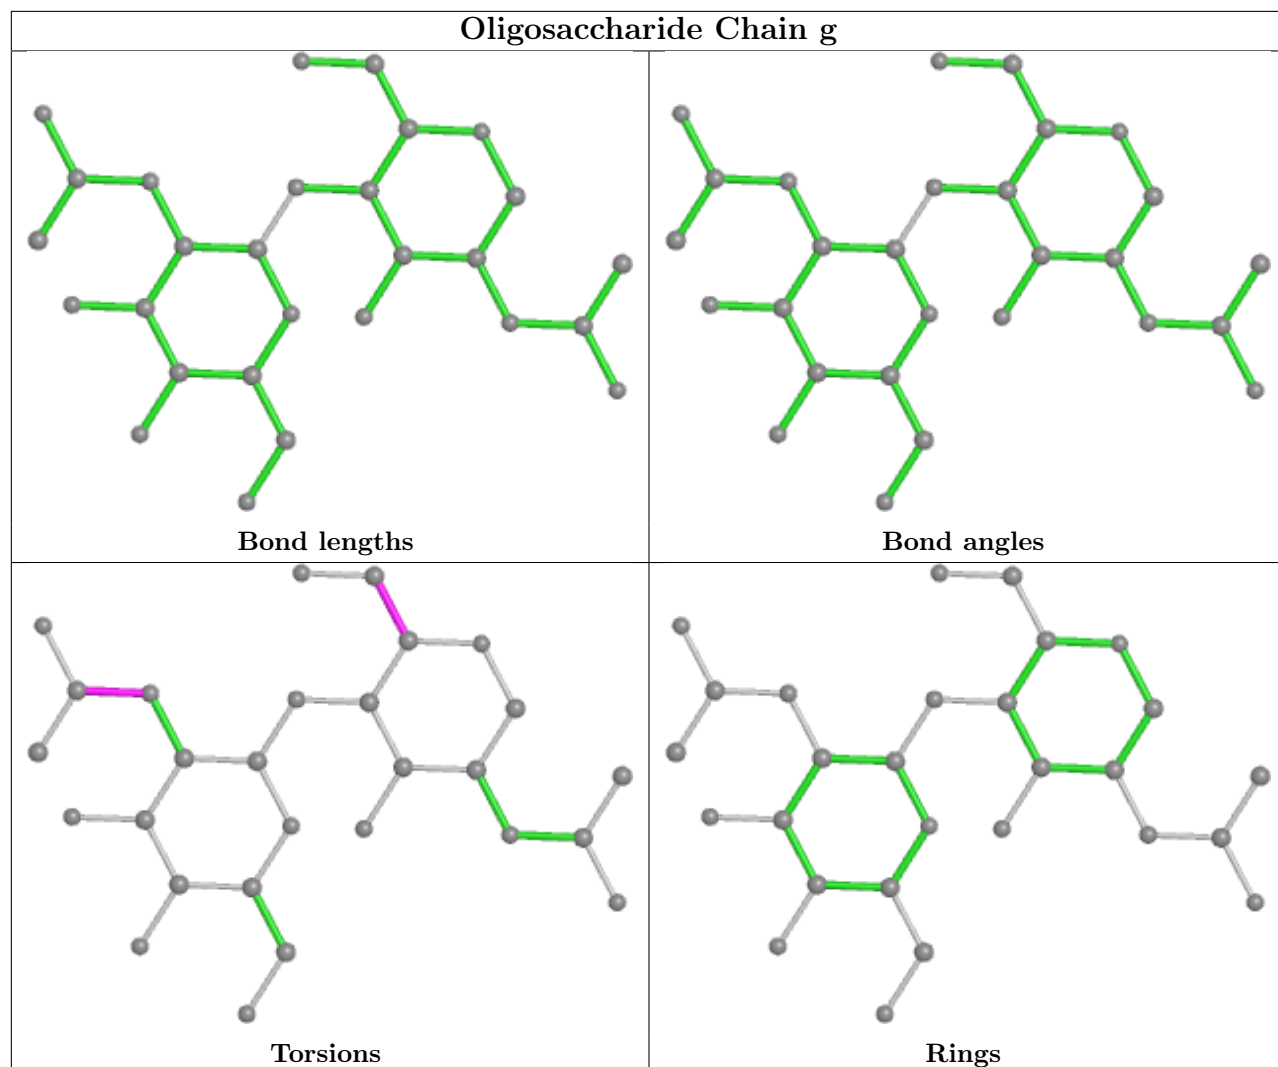 Oligosaccharide Chain g
Bond lengths
Bond angles
Torsions
Rings